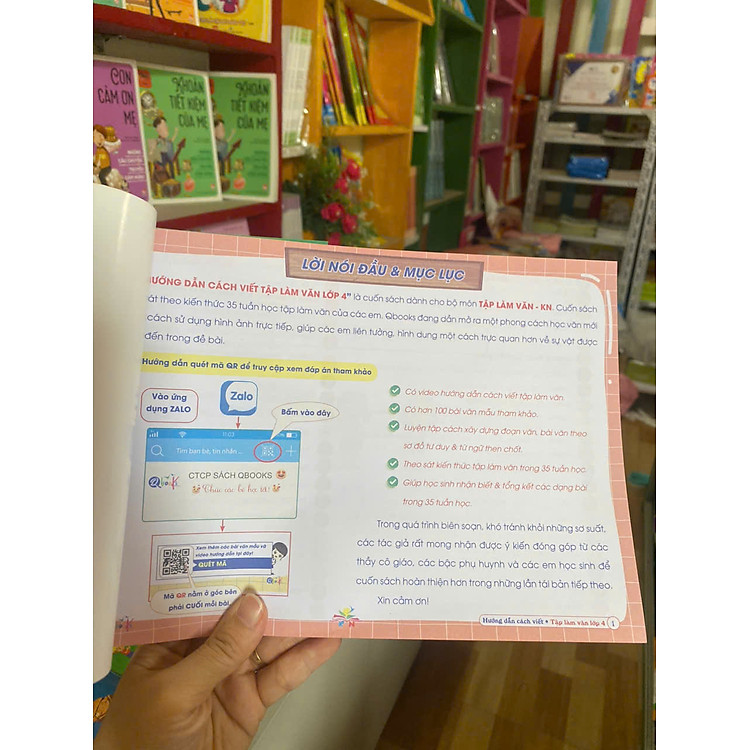 CON
CẢM ƠN
MẸ
KHOẢN
TIẾT KIỆM
CỦA MẸ
KHOẢN
TIẾT KIỆM
CỦA MẸ
LỜI NÓI ĐẦU & MỤC LỤC
HƯỚNG DẪN CÁCH VIẾT TẬP LÀM VĂN LỚP 4" là cuốn sách dành cho bộ môn TẬP LÀM VĂN - KN. Cuốn sách
át theo kiến thức 35 tuần học tập làm văn của các em. Qbooks đang dần mở ra một phong cách học văn mới
cách sử dụng hình ảnh trực tiếp, giúp các em liên tưởng, hình dung một cách trực quan hơn về sự vật được
đến trong đề bài.
Hướng dẫn quét mã QR để truy cập xem đáp án tham khảo
Vào ứng
dụng ZALO
Zalo
Bấm vào đây
11:03
Tìm bạn bè, tin nhắn...
CTCP SÁCH QBOOKS
Chúc các bé học tốt!
Xem thêm các bài văn mẫu và
video hướng dẫn tại đây!
QUÉT MÃ
Mã QR nằm ở góc bên
phải CUỐI mỗi bài
Có video hướng dẫn cách viết tập làm văn.
Có hơn 100 bài văn mẫu tham khảo.
Luyện tập cách xây dựng đoạn văn, bài văn theo
sơ đồ tư duy & từ ngữ then chốt.
Theo sát kiến thức tập làm văn trong 35 tuần học.
Giúp học sinh nhận biết & tổng kết các dạng bài
trong 35 tuần học.
Trong quá trình biên soạn, khó tránh khỏi những sơ suất,
các tác giả rất mong nhận được ý kiến đóng góp từ các
thầy cô giáo, các bậc phụ huynh và các em học sinh để
cuốn sách hoàn thiện hơn trong những lần tái bản tiếp theo.
Xin cảm ơn!
Hướng dẫn cách viết • Tập làm văn lớp 4 1